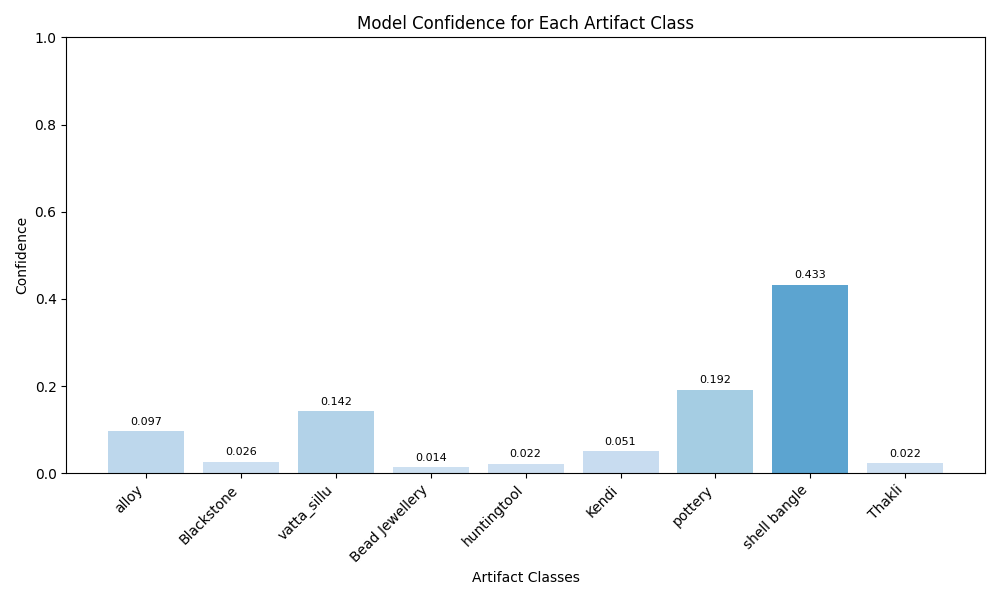 Model Confidence for Each Artifact Class
1.0
0.8
0.6
0.4
0.2
0.0
Confidence
0.097
0.026
0.142
0.014
0.022
0.051
0.192
0.433
0.022
alloy
Blackstone
vatta_sillu
Bead Jewellery
huntingtool
Kendi
pottery
shell bangle
Thakli
Artifact Classes